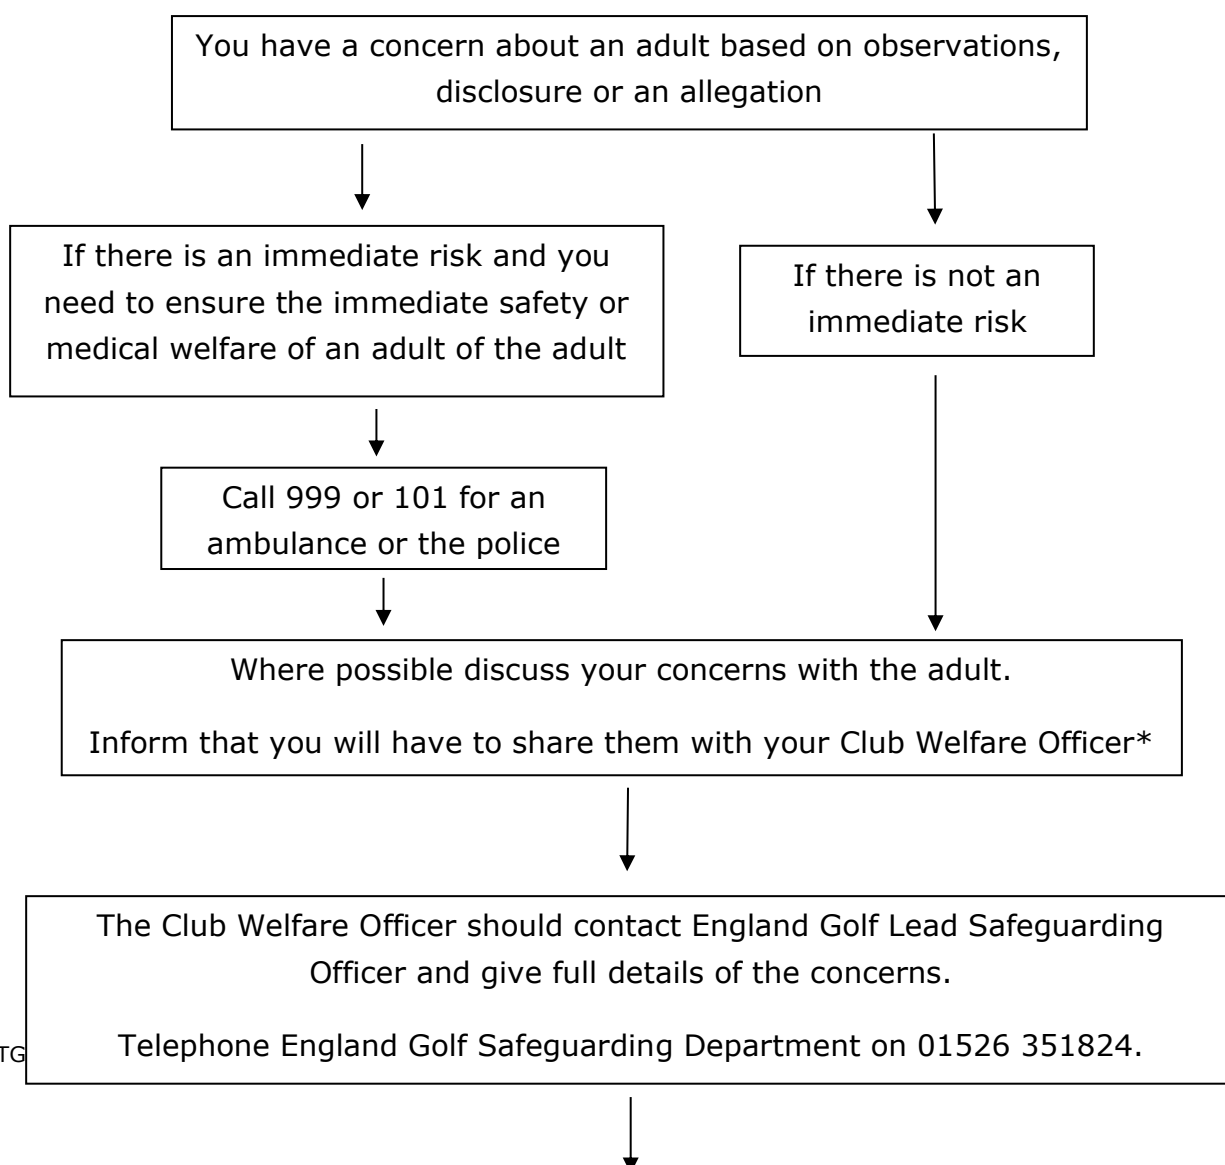 You have a concern about an adult based on observations,
disclosure or an allegation
If there is an immediate risk and you
need to ensure the immediate safety or
medical welfare of an adult of the adult
If there is not an
immediate risk
Call 999 or 101 for an
ambulance or the police
Where possible discuss your concerns with the adult.
Inform that you will have to share them with your Club Welfare Officer*
The Club Welfare Officer should contact England Golf Lead Safeguarding
Officer and give full details of the concerns.
Telephone England Golf Safeguarding Department on 01526 351824.
TG